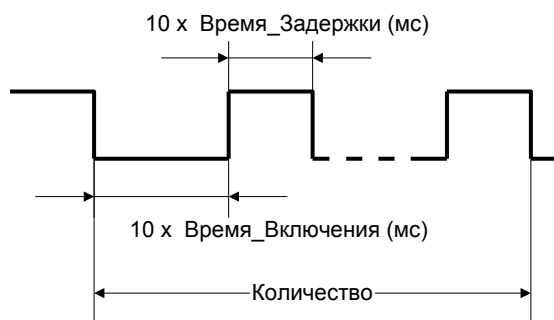 10 x Время_Задержки (мс)
10 x Время_Включения (мс)
Количество